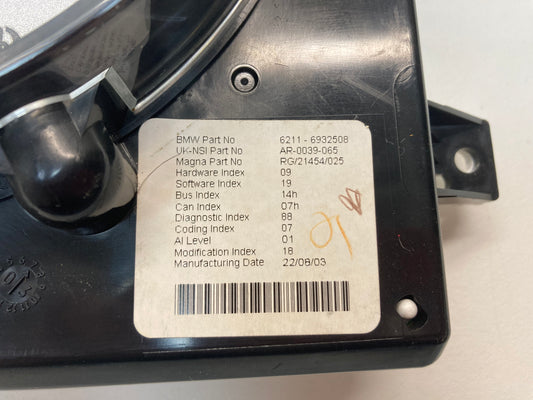 BMW Part No 6211 - 6932508
UK-NSI Part No AR-0039-065
Magna Part No RG/21454/025
Hardware Index 09
Software Index 19
Bus Index 14h
Can Index 07h
Diagnostic Index 88
Coding Index 07
AI Level 01
Modification Index 18
Manufacturing Date 22/08/03